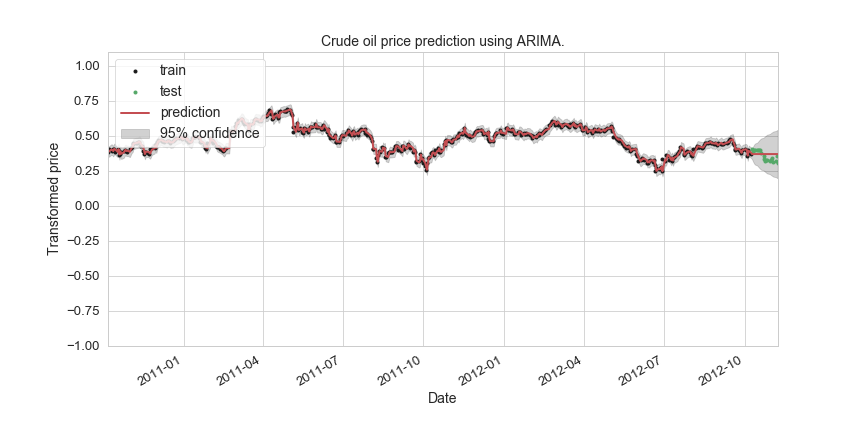 Crude oil price prediction using ARIMA.
train
test
prediction
95% confidence
Transformed price
1.00
0.75
0.50
0.25
0.00
−0.25
−0.50
−0.75
−1.00
2011-01
2011-04
2011-07
2011-10
2012-01
2012-04
2012-07
2012-10
Date